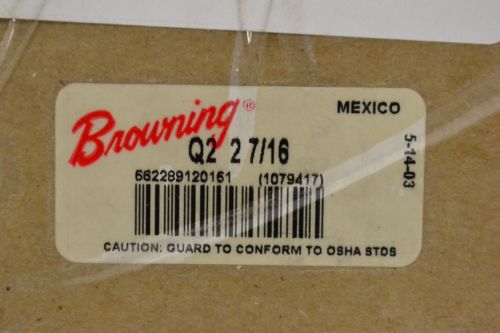 Browning®
MEXICO
Q2 2 7/16
5-14-03
662289120161 (1079417)
CAUTION: GUARD TO CONFORM TO OSHA STDS